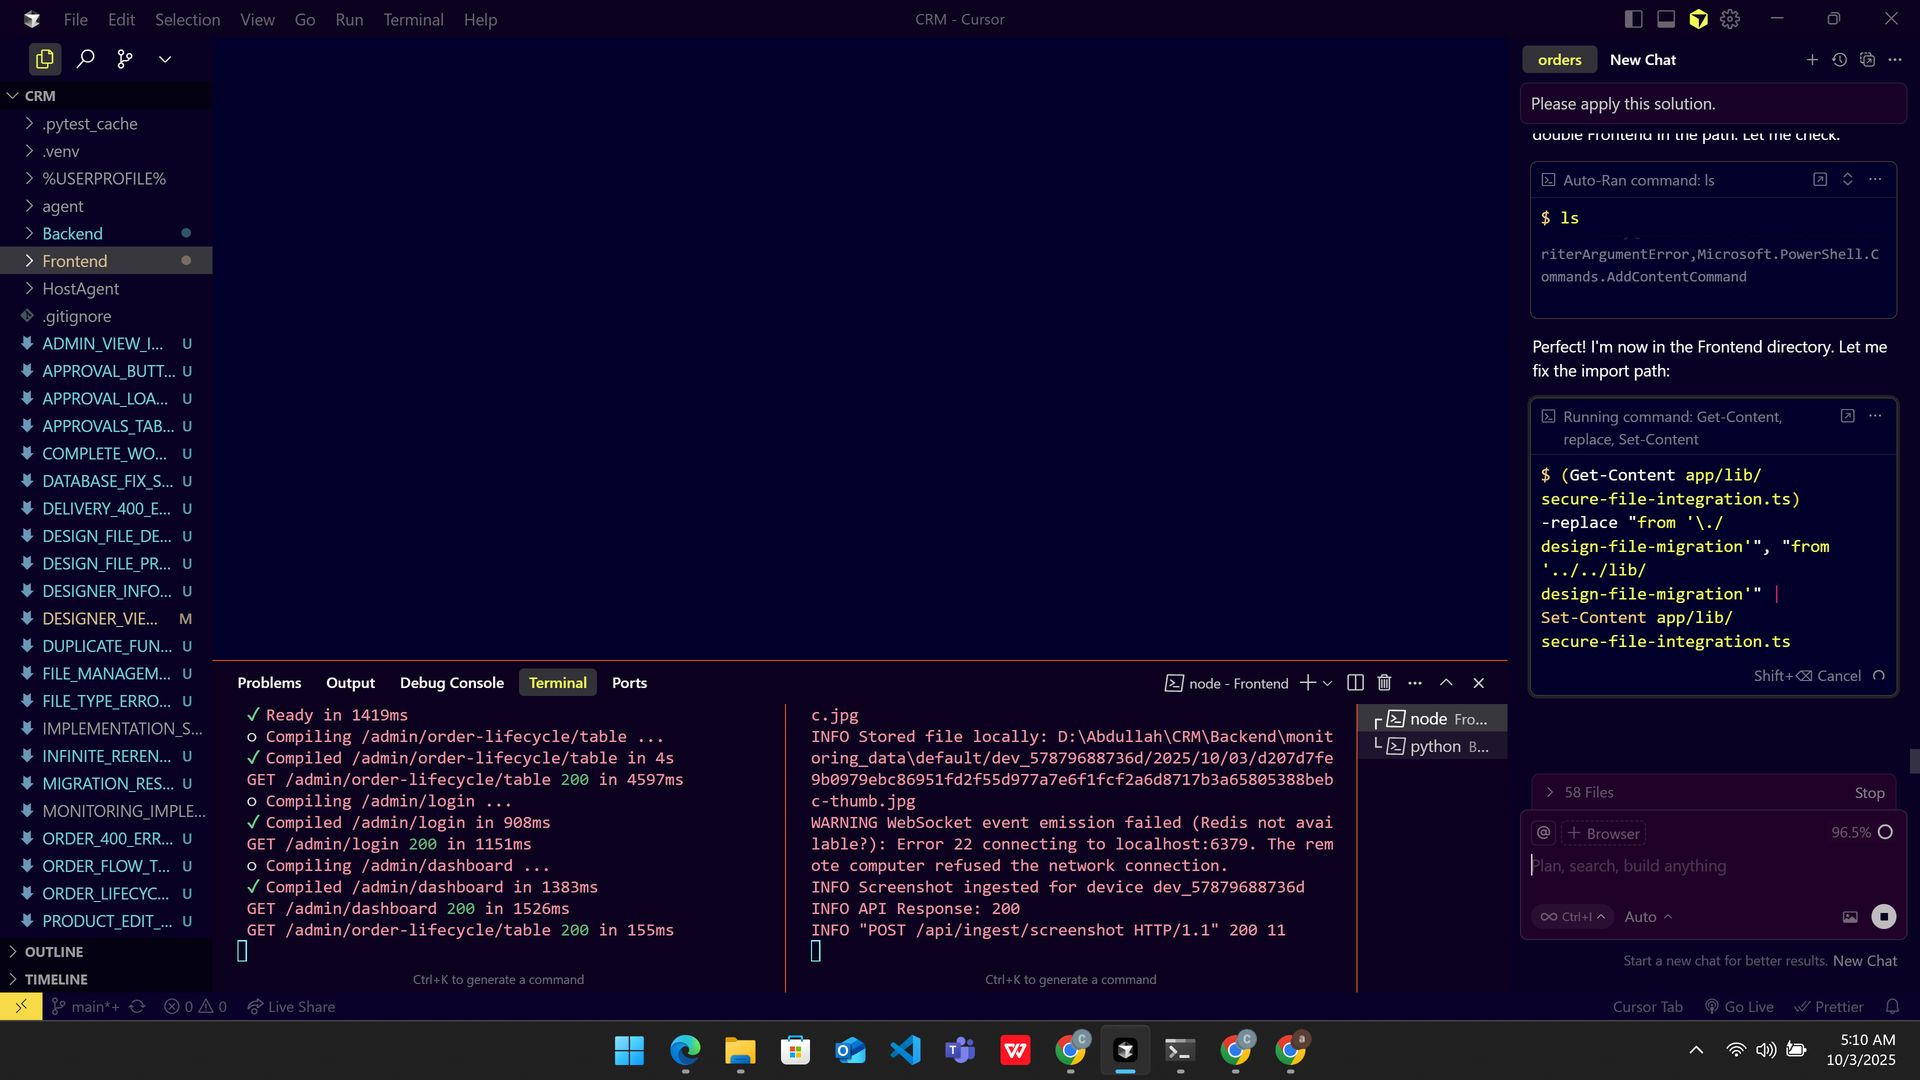 File Edit Selection View Go Run Terminal Help
CRM - Cursor
CRM
.pytest_cache
.venv
%USERPROFILE%
agent
Backend
Frontend
HostAgent
.gitignore
ADMIN_VIEW_I... U
APPROVAL_BUTT... U
APPROVAL_LOA... U
APPROVALS_TAB... U
COMPLETE_WO... U
DATABASE_FIX_S... U
DELIVERY_400_E... U
DESIGN_FILE_DE... U
DESIGN_FILE_PR... U
DESIGNER_INFO... U
DESIGNER_VIE... M
DUPLICATE_FUN... U
FILE_MANAGEM... U
FILE_TYPE_ERRO... U
IMPLEMENTATION_S...
INFINITE_REREN... U
MIGRATION_RES... U
MONITORING_IMPLE...
ORDER_400_ERR... U
ORDER_FLOW_T... U
ORDER_LIFECYC... U
PRODUCT_EDIT_... U
OUTLINE
TIMELINE
Problems Output Debug Console Terminal Ports
node - Frontend
✓ Ready in 1419ms
○ Compiling /admin/order-lifecycle/table ...
✓ Compiled /admin/order-lifecycle/table in 4s
GET /admin/order-lifecycle/table 200 in 4597ms
○ Compiling /admin/login ...
✓ Compiled /admin/login in 908ms
GET /admin/login 200 in 1151ms
○ Compiling /admin/dashboard ...
✓ Compiled /admin/dashboard in 1383ms
GET /admin/dashboard 200 in 1526ms
GET /admin/order-lifecycle/table 200 in 155ms
Ctrl+K to generate a command
c.jpg
INFO Stored file locally: D:\Abdullah\CRM\Backend\monit
oring_data\default/dev_57879688736d/2025/10/03/d207d7fe
9b0979ebc86951fd2f55d977a7e6f1fcf2a6d8717b3a65805388beb
c-thumb.jpg
WARNING WebSocket event emission failed (Redis not avai
lable?): Error 22 connecting to localhost:6379. The rem
ote computer refused the network connection.
INFO Screenshot ingested for device dev_57879688736d
INFO API Response: 200
INFO "POST /api/ingest/screenshot HTTP/1.1" 200 11
Ctrl+K to generate a command
node Fro...
python B...
orders New Chat
Please apply this solution.
double Frontend in the path. Let me check.
Auto-Ran command: ls
$ ls
riterArgumentError,Microsoft.PowerShell.C
ommands.AddContentCommand
Perfect! I'm now in the Frontend directory. Let me
fix the import path:
Running command: Get-Content,
replace, Set-Content
$ (Get-Content app/lib/
secure-file-integration.ts)
-replace "from '\./
design-file-migration'", "from
'../../lib/
design-file-migration'" |
Set-Content app/lib/
secure-file-integration.ts
Shift+⌫ Cancel
58 Files Stop
@ + Browser 96.5%
Plan, search, build anything
∞ Ctrl+I Auto
Start a new chat for better results. New Chat
main*+ 0 0 Live Share
Cursor Tab Go Live Prettier
5:10 AM
10/3/2025